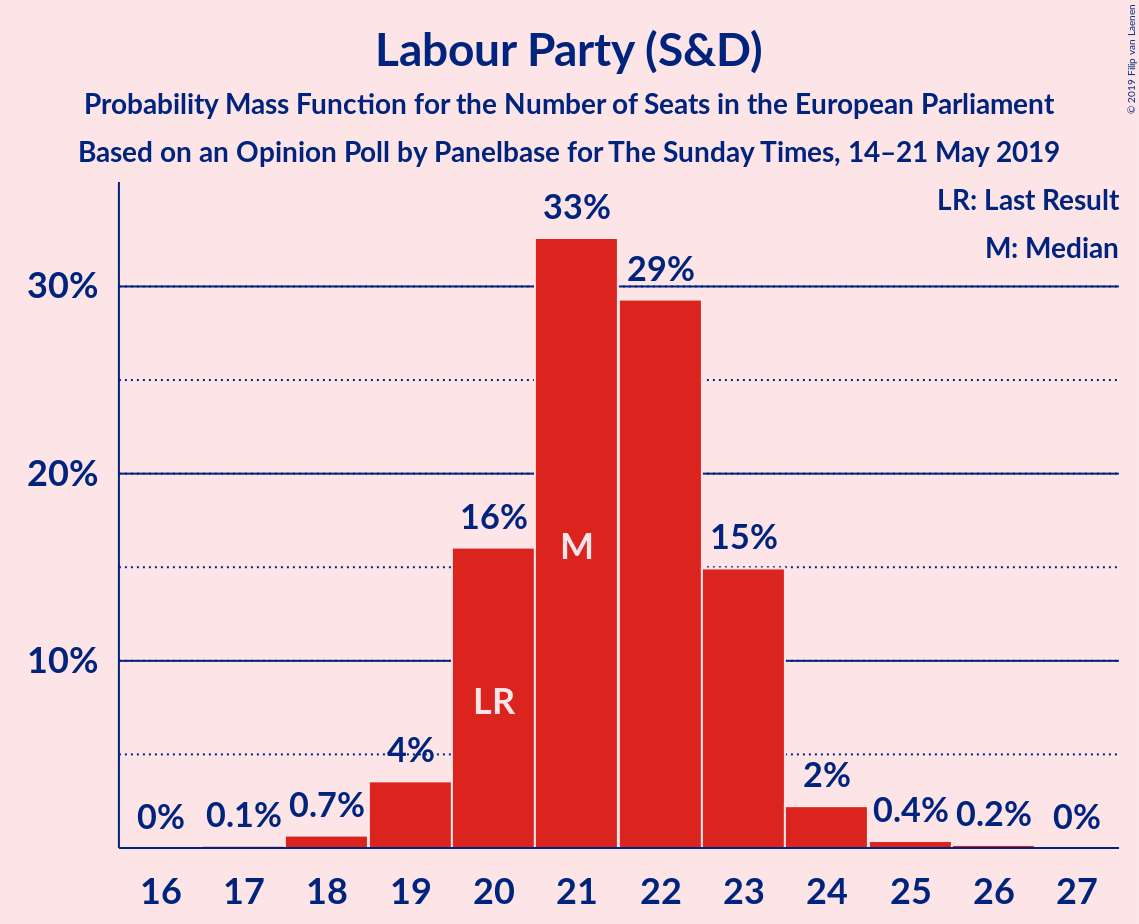 Labour Party (S&D)
Probability Mass Function for the Number of Seats in the European Parliament
Based on an Opinion Poll by Panelbase for The Sunday Times, 14–21 May 2019
© 2019 Filip van Laenen
LR: Last Result
M: Median
30%
20%
10%
0%
0.1%
0.7%
4%
16%
33%
29%
15%
2%
0.4%
0.2%
0%
LR
M
16 17 18 19 20 21 22 23 24 25 26 27